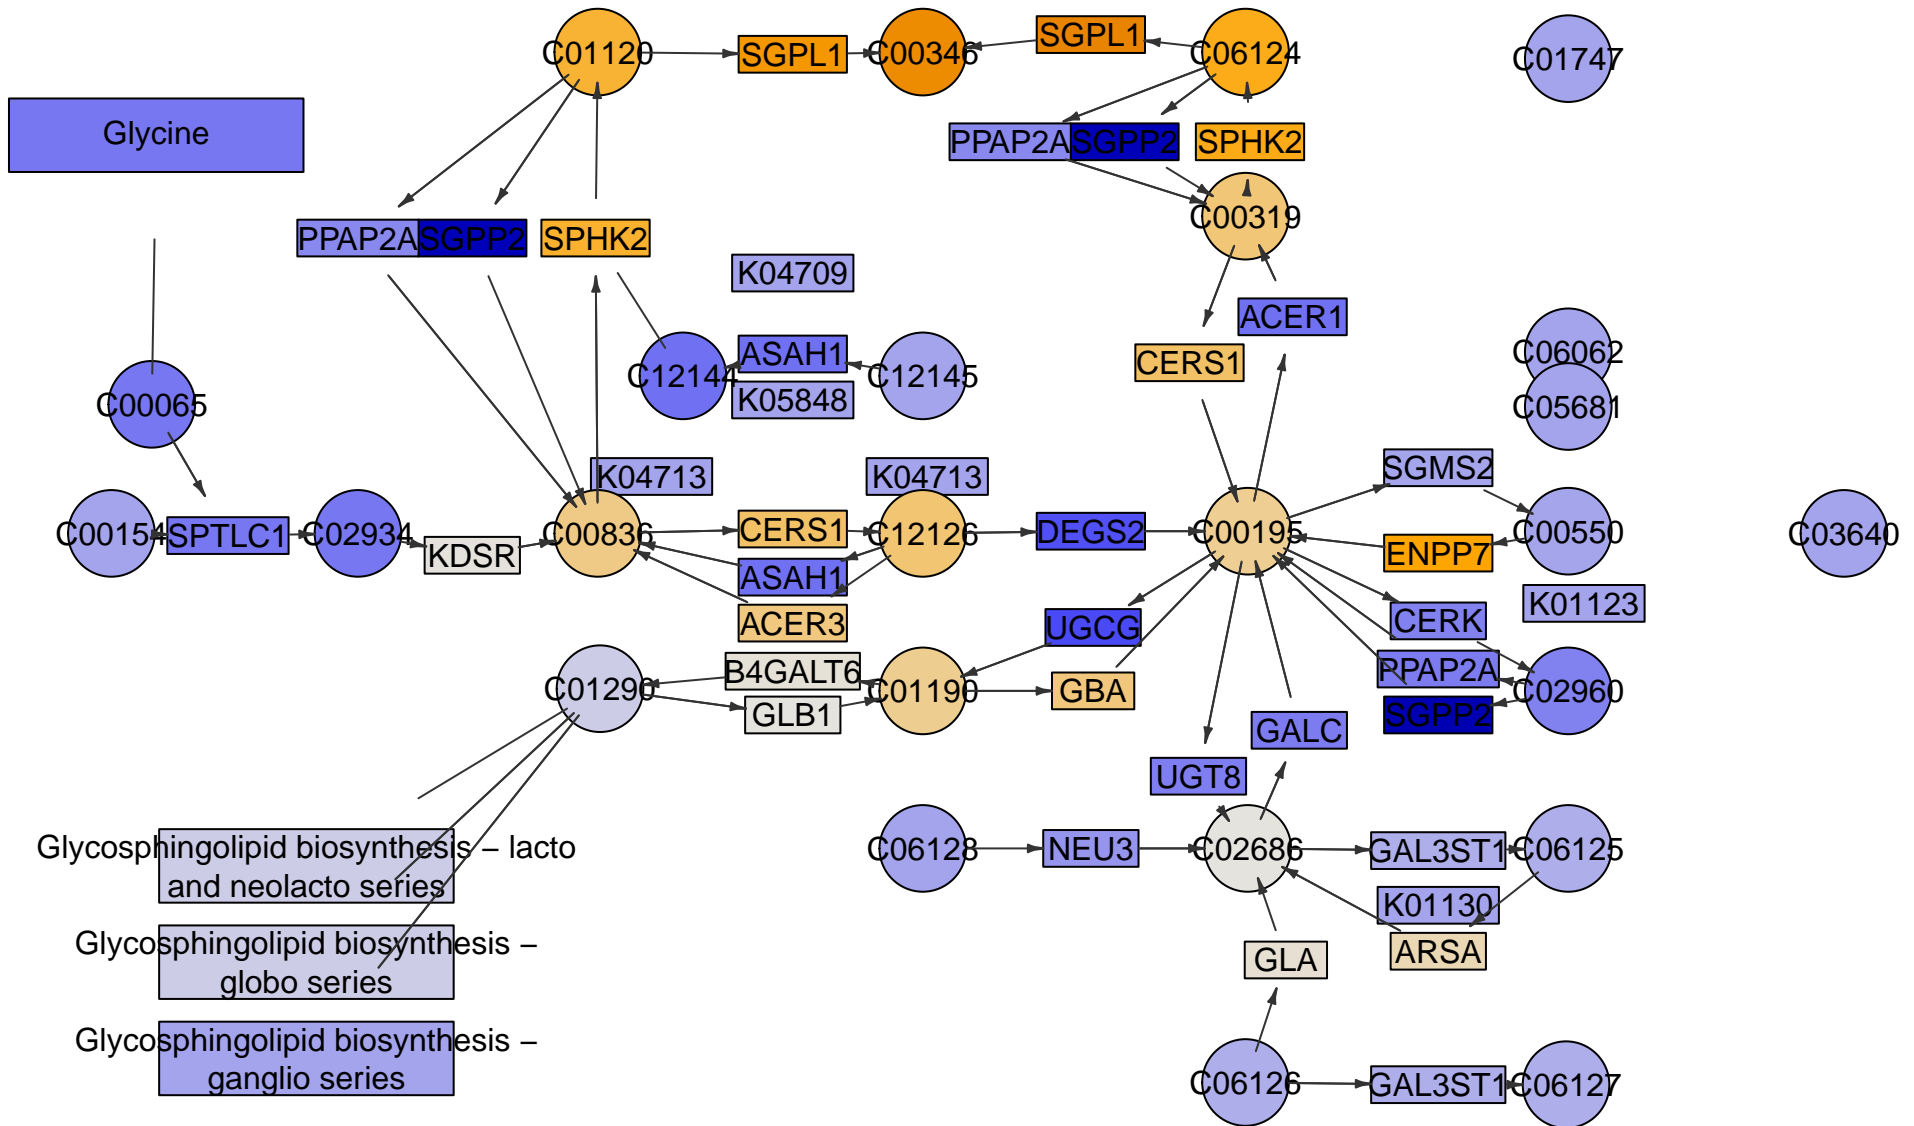 C01120
SGPL1
C00346
SGPL1
C06124
C01747
Glycine
PPAP2A
SGPP2
SPHK2
C00319
PPAP2A
SGPP2
SPHK2
K04709
ACER1
C12144
ASAH1
C12145
K05848
CERS1
C06062
C05681
C00065
K04713
K04713
SGMS2
C00154
SPTLC1
C02934
KDSR
C00836
CERS1
C12126
DEGS2
C00195
ENPP7
C00550
C03640
ASAH1
ACER3
UGCG
CERK
K01123
C01290
B4GALT6
GLB1
C01190
GBA
PPAP2A
SGPP2
C02960
GALC
UGT8
Glycosphingolipid biosynthesis – lacto
and neolacto series
C06128
NEU3
C02686
GAL3ST1
C06125
K01130
ARSA
Glycosphingolipid biosynthesis –
globo series
GLA
Glycosphingolipid biosynthesis –
ganglio series
C06126
GAL3ST1
C06127